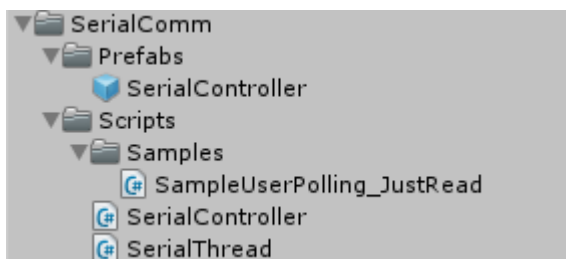 SerialComm
Prefabs
SerialController
Scripts
Samples
SampleUserPolling_JustRead
SerialController
SerialThread